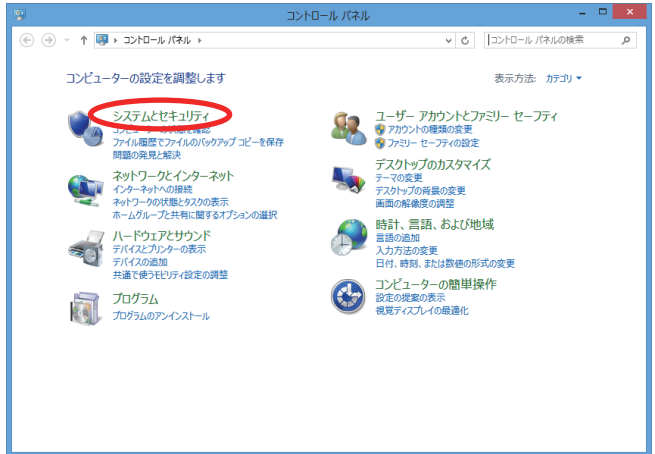 コントロール パネル
コントロール パネル
コントロール パネルの検索
コンピューターの設定を調整します
表示方法: カテゴリ
システムとセキュリティ
コンピューターの状態を確認
ファイル履歴でファイルのバックアップ コピーを保存
問題の発見と解決
ネットワークとインターネット
インターネットへの接続
ネットワークの状態とタスクの表示
ホームグループと共有に関するオプションの選択
ハードウェアとサウンド
デバイスとプリンターの表示
デバイスの追加
共通で使うモビリティ設定の調整
プログラム
プログラムのアンインストール
ユーザー アカウントとファミリー セーフティ
アカウントの種類の変更
ファミリー セーフティの設定
デスクトップのカスタマイズ
テーマの変更
デスクトップの背景の変更
画面の解像度の調整
時計、言語、および地域
言語の追加
入力方法の変更
日付、時刻、または数値の形式の変更
コンピューターの簡単操作
設定の提案の表示
視覚ディスプレイの最適化